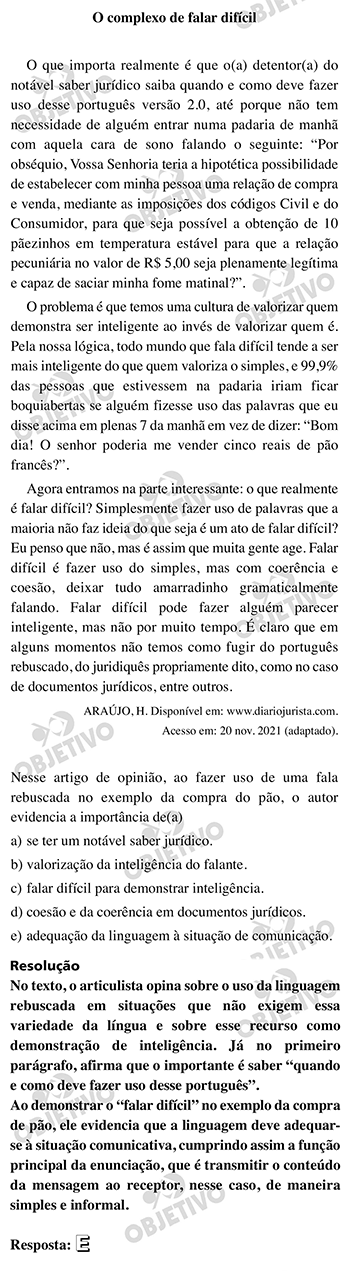 O complexo de falar difícil
O que importa realmente é que o(a) detentor(a) do
notável saber jurídico saiba quando e como deve fazer
uso desse português versão 2.0, até porque não tem
necessidade de alguém entrar numa padaria de manhã
com aquela cara de sono falando o seguinte: “Por
obséquio, Vossa Senhoria teria a hipotética possibilidade
de estabelecer com minha pessoa uma relação de compra
e venda, mediante as imposições dos códigos Civil e do
Consumidor, para que seja possível a obtenção de 10
pãezinhos em temperatura estável para que a relação
pecuniária no valor de R$ 5,00 seja plenamente legítima
e capaz de saciar minha fome matinal?”.
O problema é que temos uma cultura de valorizar quem
demonstra ser inteligente ao invés de valorizar quem é.
Pela nossa lógica, todo mundo que fala difícil tende a ser
mais inteligente do que quem valoriza o simples, e 99,9%
das pessoas que estivessem na padaria iriam ficar
boquiabertas se alguém fizesse uso das palavras que eu
disse acima em plenas 7 da manhã em vez de dizer: “Bom
dia! O senhor poderia me vender cinco reais de pão
francês?”.
Agora entramos na parte interessante: o que realmente
é falar difícil? Simplesmente fazer uso de palavras que a
maioria não faz ideia do que seja é um ato de falar difícil?
Eu penso que não, mas é assim que muita gente age. Falar
difícil é fazer uso do simples, mas com coerência e
coesão, deixar tudo amarradinho gramaticalmente
falando. Falar difícil pode fazer alguém parecer
inteligente, mas não por muito tempo. É claro que em
alguns momentos não temos como fugir do português
rebuscado, do juridiquês propriamente dito, como no caso
de documentos jurídicos, entre outros.
ARAÚJO, H. Disponível em: www.diariojurista.com.
Acesso em: 20 nov. 2021 (adaptado).
Nesse artigo de opinião, ao fazer uso de uma fala
rebuscada no exemplo da compra do pão, o autor
evidencia a importância de(a)
a) se ter um notável saber jurídico.
b) valorização da inteligência do falante.
c) falar difícil para demonstrar inteligência.
d) coesão e da coerência em documentos jurídicos.
e) adequação da linguagem à situação de comunicação.
Resolução
No texto, o articulista opina sobre o uso da linguagem
rebuscada em situações que não exigem essa
variedade da língua e sobre esse recurso como
demonstração de inteligência. Já no primeiro
parágrafo, afirma que o importante é saber “quando
e como deve fazer uso desse português”.
Ao demonstrar o “falar difícil” no exemplo da compra
de pão, ele evidencia que a linguagem deve adequar-
se à situação comunicativa, cumprindo assim a função
principal da enunciação, que é transmitir o conteúdo
da mensagem ao receptor, nesse caso, de maneira
simples e informal.
Resposta: E